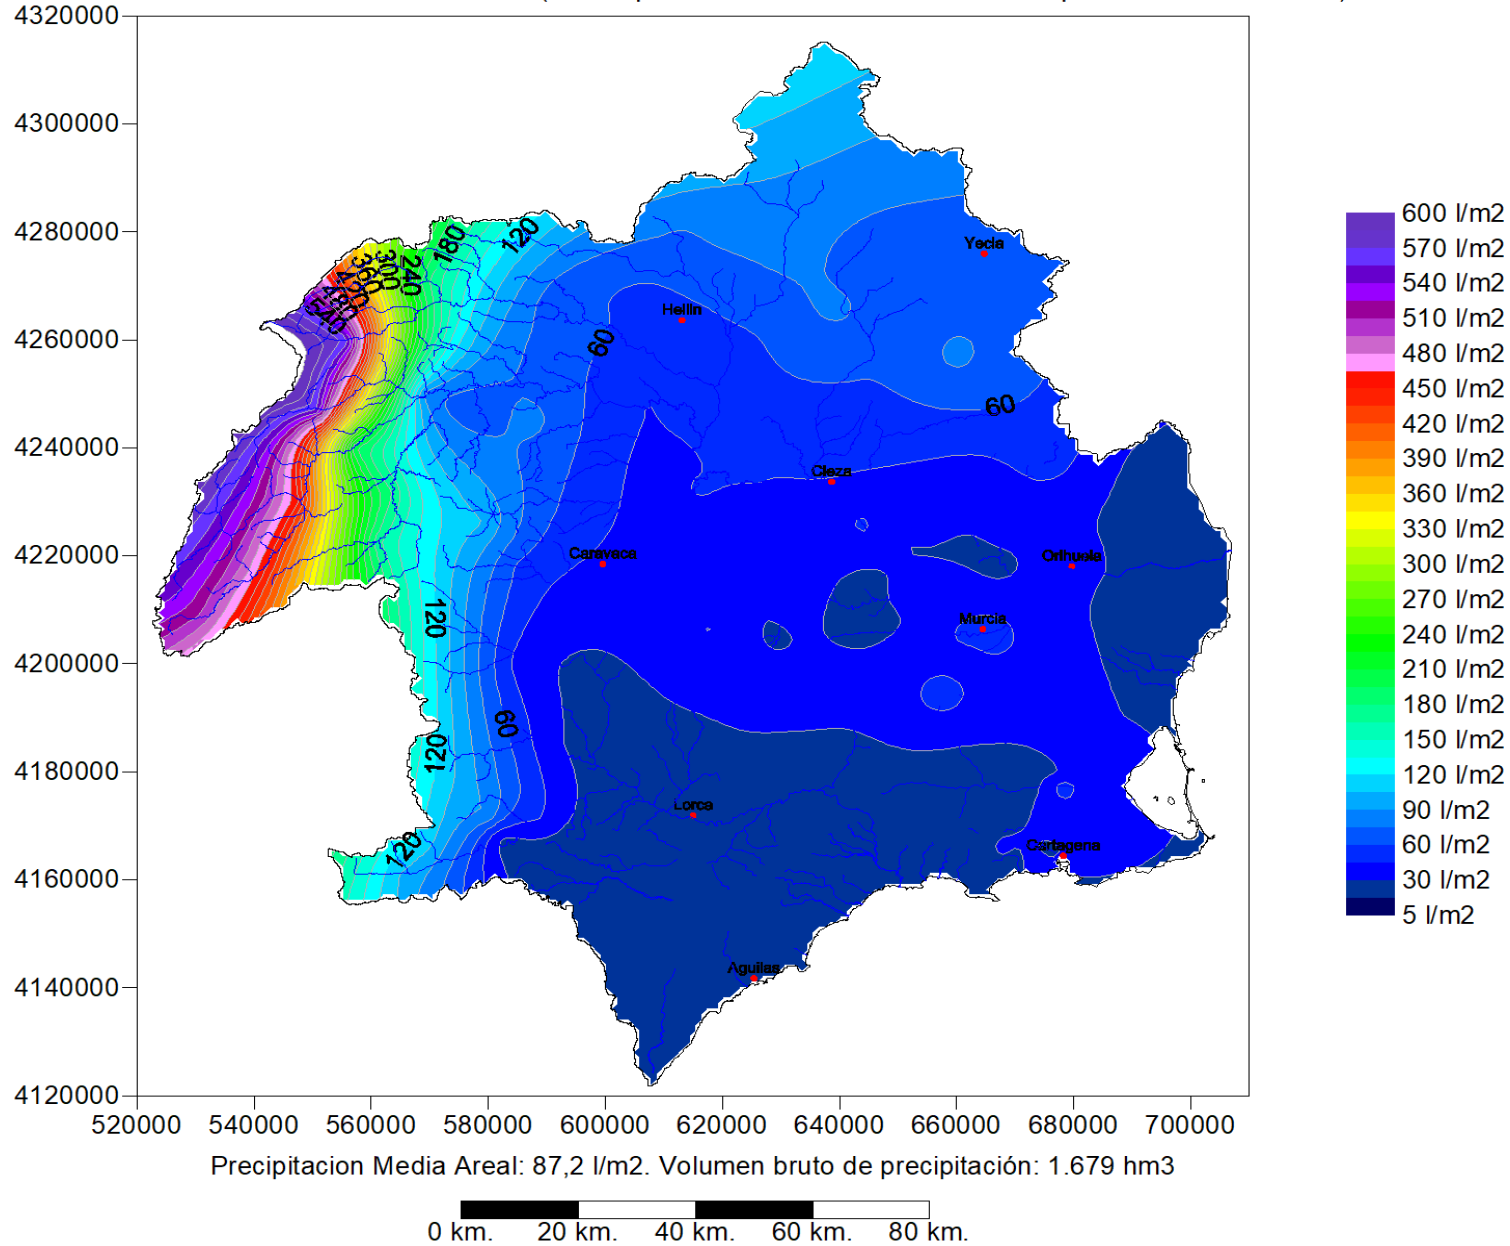 4320000
4300000
4280000
4260000
4240000
4220000
4200000
4180000
4160000
4140000
4120000
520000 540000 560000 580000 600000 620000 640000 660000 680000 700000
180
120
240
300
360
420
480
540
60
60
120
60
120
120
Yecla
Hellin
Cieza
Caravaca
Orihuela
Murcia
Lorca
Cartagena
Aguilas
600 l/m2
570 l/m2
540 l/m2
510 l/m2
480 l/m2
450 l/m2
420 l/m2
390 l/m2
360 l/m2
330 l/m2
300 l/m2
270 l/m2
240 l/m2
210 l/m2
180 l/m2
150 l/m2
120 l/m2
90 l/m2
60 l/m2
30 l/m2
5 l/m2
Precipitacion Media Areal: 87,2 l/m2. Volumen bruto de precipitación: 1.679 hm3
0 km. 20 km. 40 km. 60 km. 80 km.